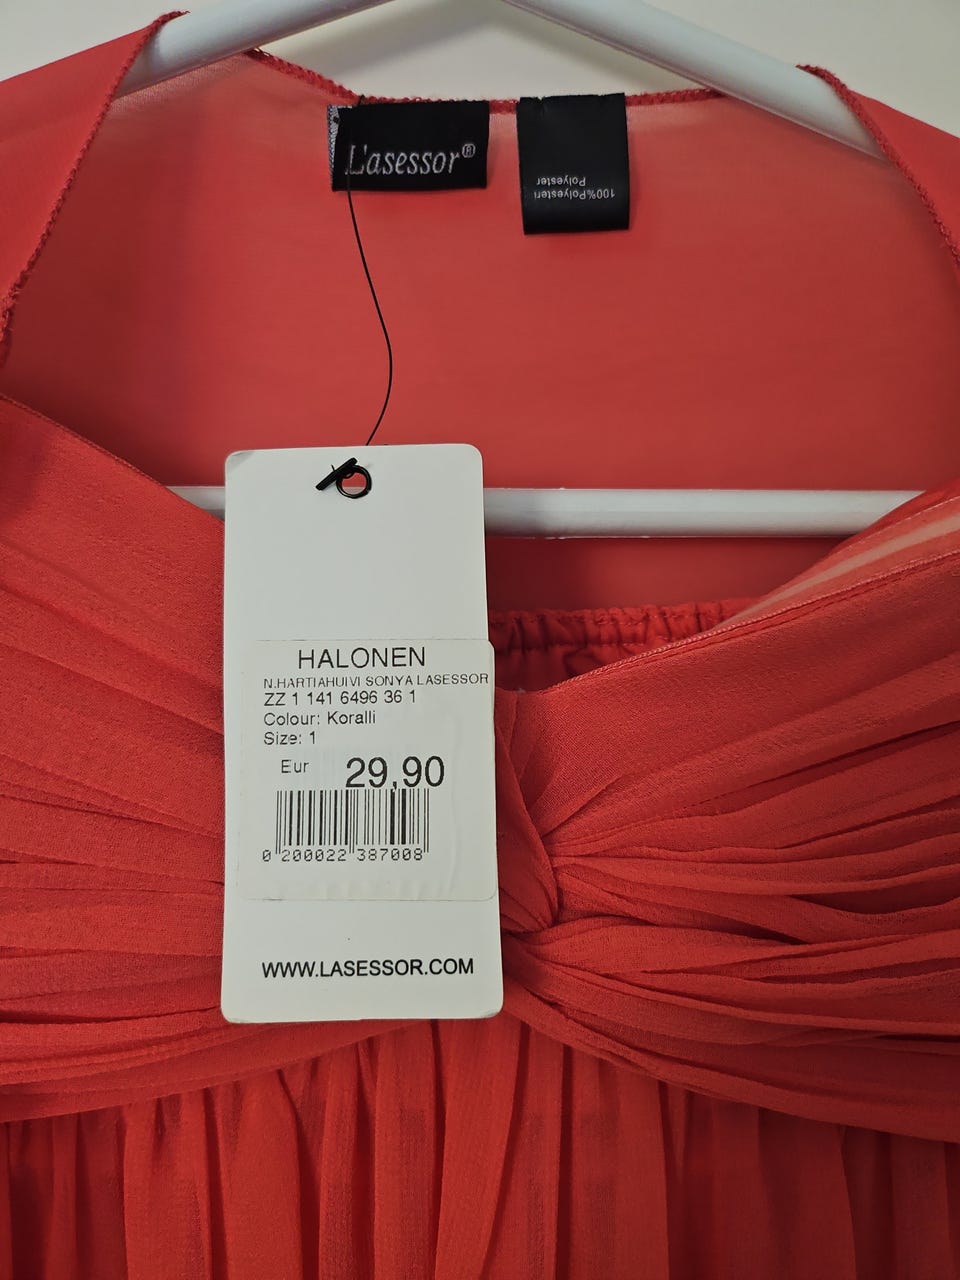 L'asessor®
100%Polyesteri
Polyester
HALONEN
N.HARTIAHUIVI SONYA LASESSOR
ZZ 1 141 6496 36 1
Colour: Koralli
Size: 1
Eur 29,90
0 200022 387008
WWW.LASESSOR.COM